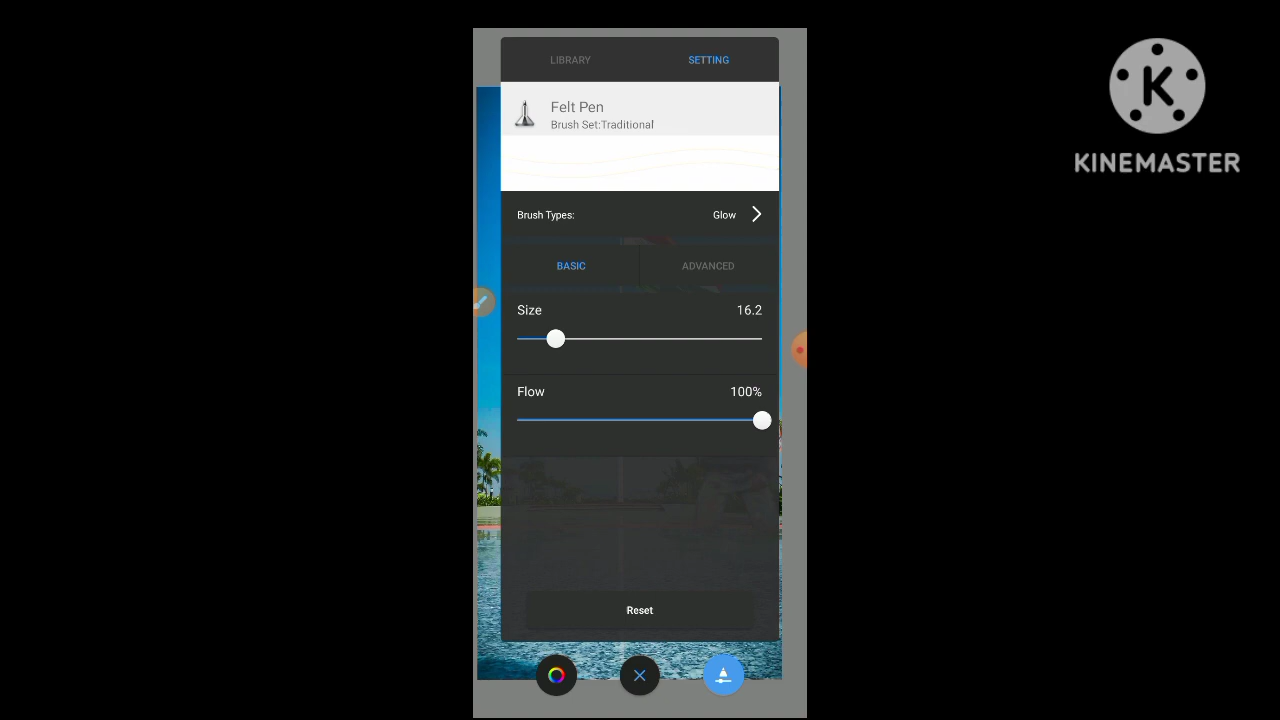 LIBRARY SETTING
Felt Pen
Brush Set:Traditional
Brush Types: Glow
BASIC ADVANCED
Size 16.2
Flow 100%
Reset
K
KINEMASTER